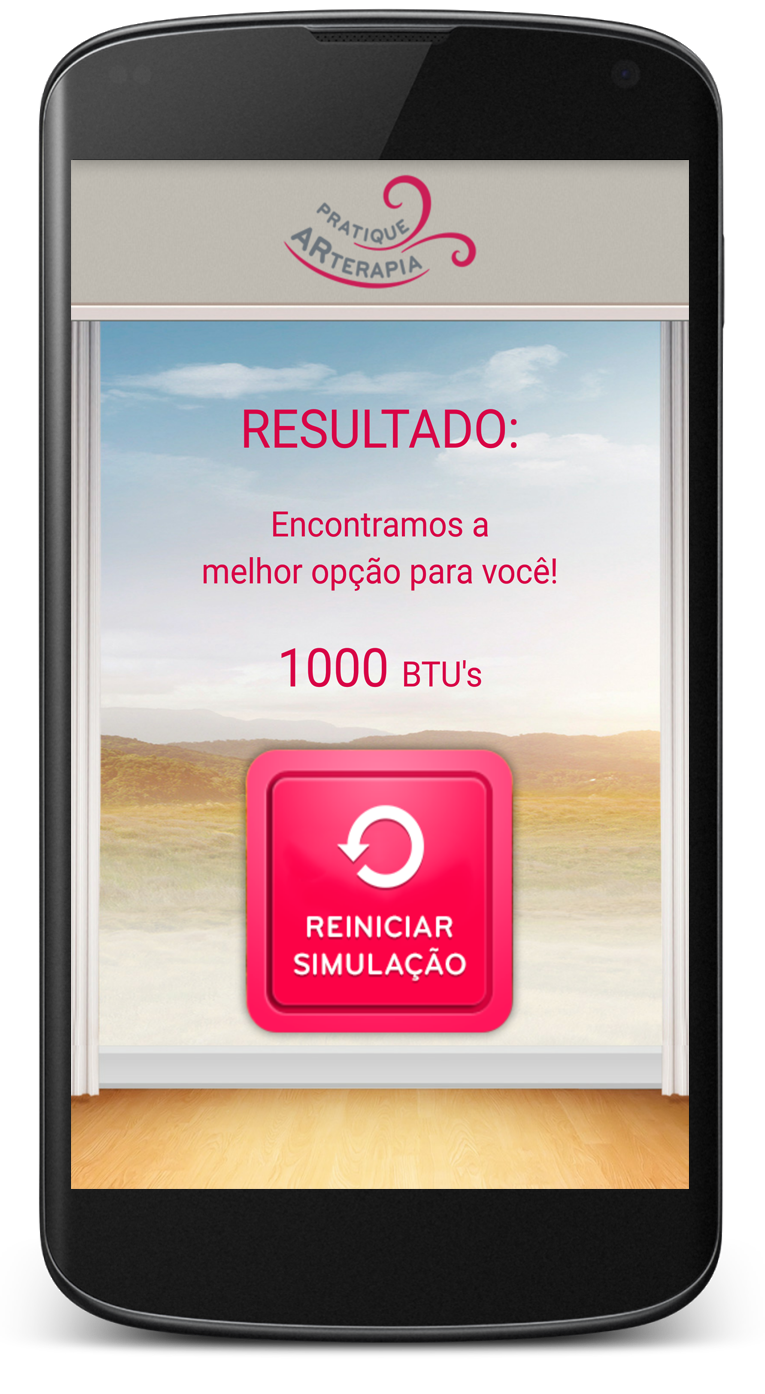 PRATIQUE
ARTERAPIA
RESULTADO:
Encontramos a
melhor opção para você!
1000 BTU's
REINICIAR
SIMULAÇÃO